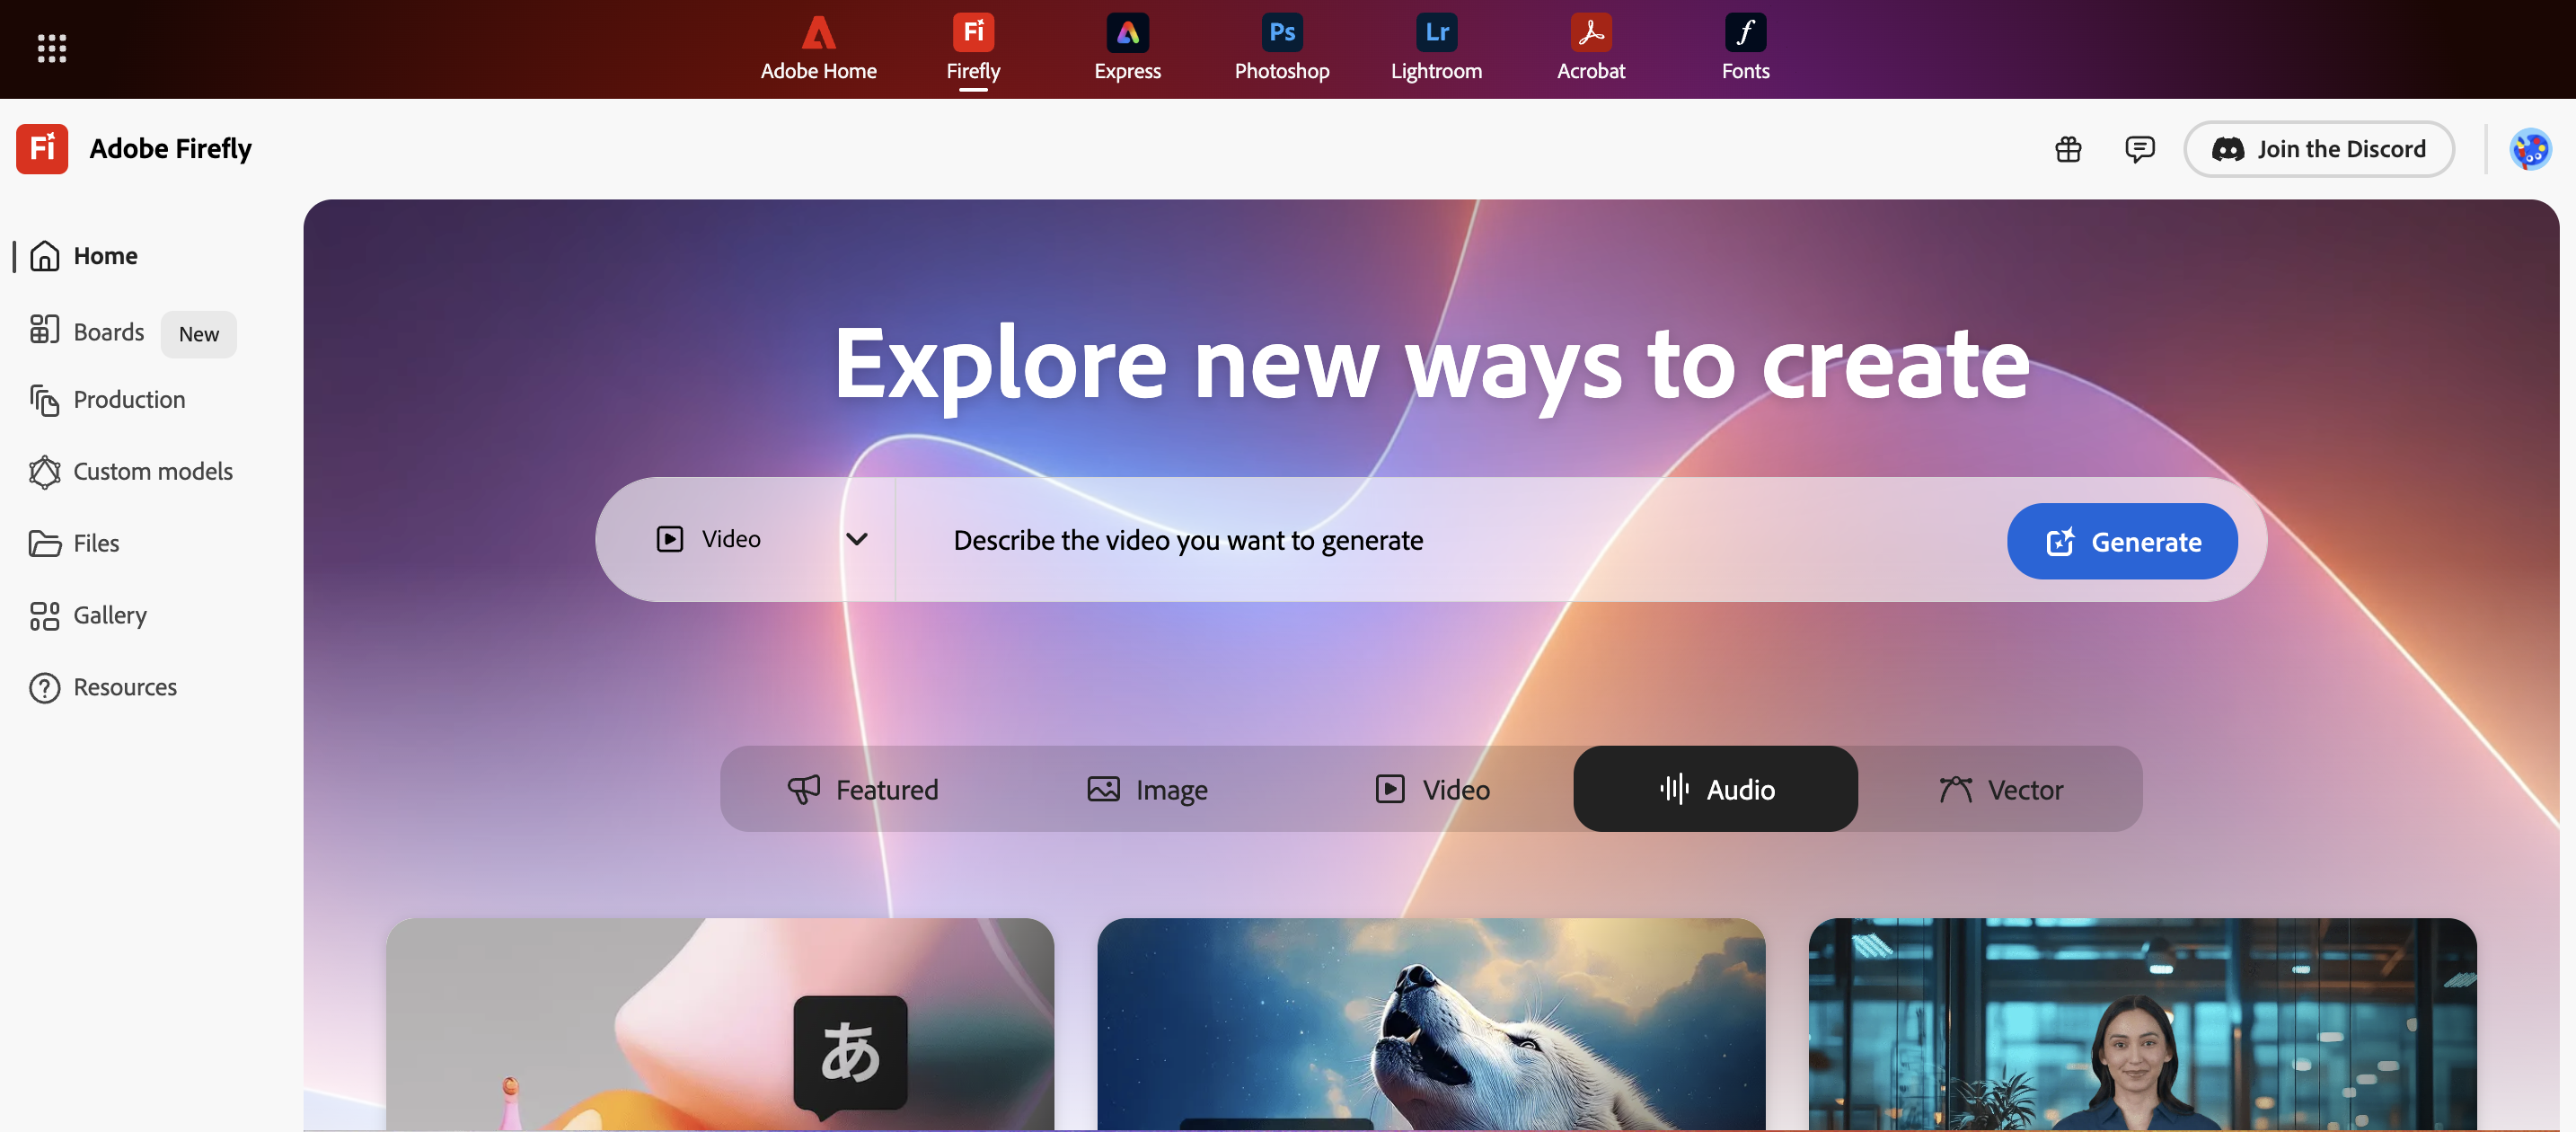 Adobe Home
Fi
Firefly
Express
Ps
Photoshop
Lr
Lightroom
Acrobat
f
Fonts
Fi
Adobe Firefly
Join the Discord
Home
Boards
New
Production
Custom models
Files
Gallery
Resources
Explore new ways to create
Video
Describe the video you want to generate
Generate
Featured
Image
Video
Audio
Vector
あ